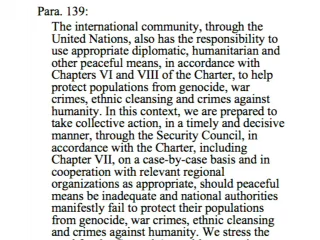 Para. 139:
The international community, through the
United Nations, also has the responsibility to
use appropriate diplomatic, humanitarian and
other peaceful means, in accordance with
Chapters VI and VIII of the Charter, to help
protect populations from genocide, war
crimes, ethnic cleansing and crimes against
humanity. In this context, we are prepared to
take collective action, in a timely and decisive
manner, through the Security Council, in
accordance with the Charter, including
Chapter VII, on a case-by-case basis and in
cooperation with relevant regional
organizations as appropriate, should peaceful
means be inadequate and national authorities
manifestly fail to protect their populations
from genocide, war crimes, ethnic cleansing
and crimes against humanity. We stress the